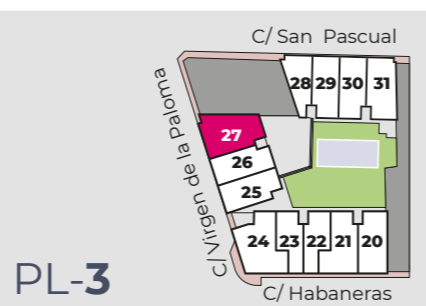 C/ San Pascual
28 29 30 31
C/Virgen de la Paloma
27
26
25
24 23 22 21 20
PL-3
C/ Habaneras